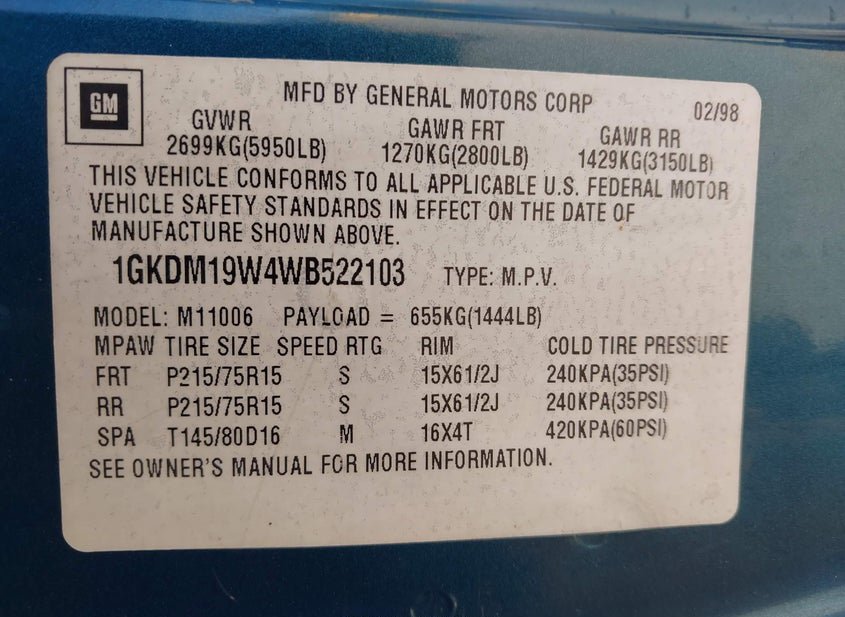 GM
MFD BY GENERAL MOTORS CORP 02/98
GVWR GAWR FRT GAWR RR
2699KG(5950LB) 1270KG(2800LB) 1429KG(3150LB)
THIS VEHICLE CONFORMS TO ALL APPLICABLE U.S. FEDERAL MOTOR
VEHICLE SAFETY STANDARDS IN EFFECT ON THE DATE OF
MANUFACTURE SHOWN ABOVE.
1GKDM19W4WB522103 TYPE: M.P.V.
MODEL: M11006 PAYLOAD = 655KG(1444LB)
MPAW TIRE SIZE SPEED RTG RIM COLD TIRE PRESSURE
FRT P215/75R15 S 15X61/2J 240KPA(35PSI)
RR P215/75R15 S 15X61/2J 240KPA(35PSI)
SPA T145/80D16 M 16X4T 420KPA(60PSI)
SEE OWNER'S MANUAL FOR MORE INFORMATION.